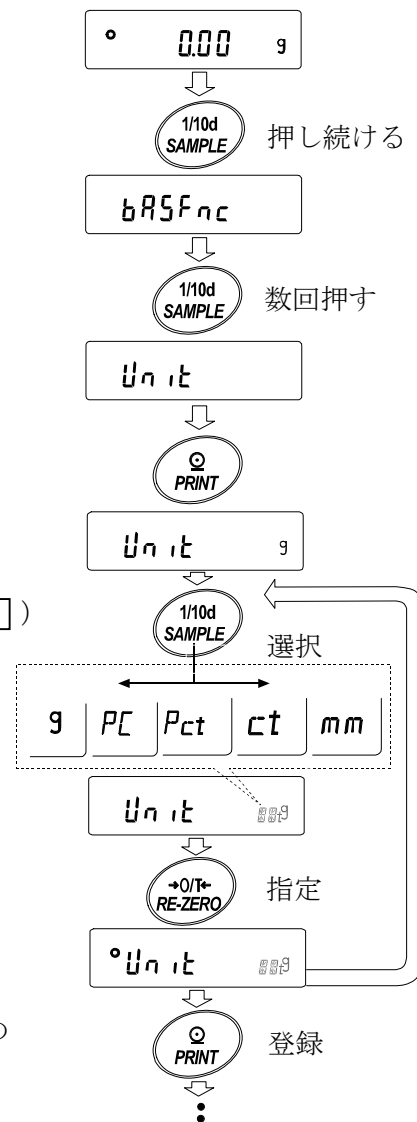 0.00 g
1/10d
SAMPLE
押し続ける
bASFnc
1/10d
SAMPLE
数回押す
Unit
PRINT
Unit g
］）
1/10d
SAMPLE
選択
g PC Pct ct mm
Unit g
→0/T←
RE-ZERO
指定
Unit g
の
PRINT
登録